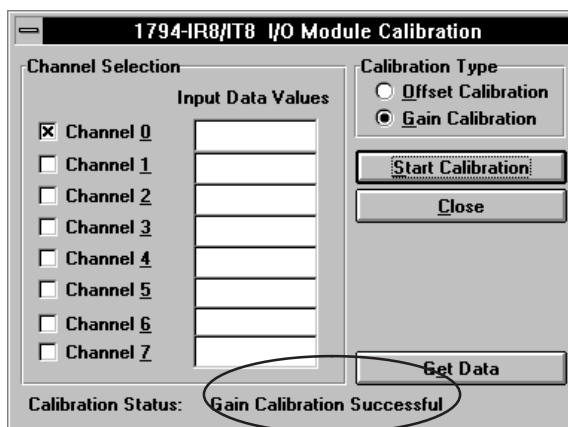 1794-IR8/IT8 I/O Module Calibration
Channel Selection
Input Data Values
Channel 0
Channel 1
Channel 2
Channel 3
Channel 4
Channel 5
Channel 6
Channel 7
Calibration Type
Offset Calibration
Gain Calibration
Start Calibration
Close
Get Data
Calibration Status: Gain Calibration Successful